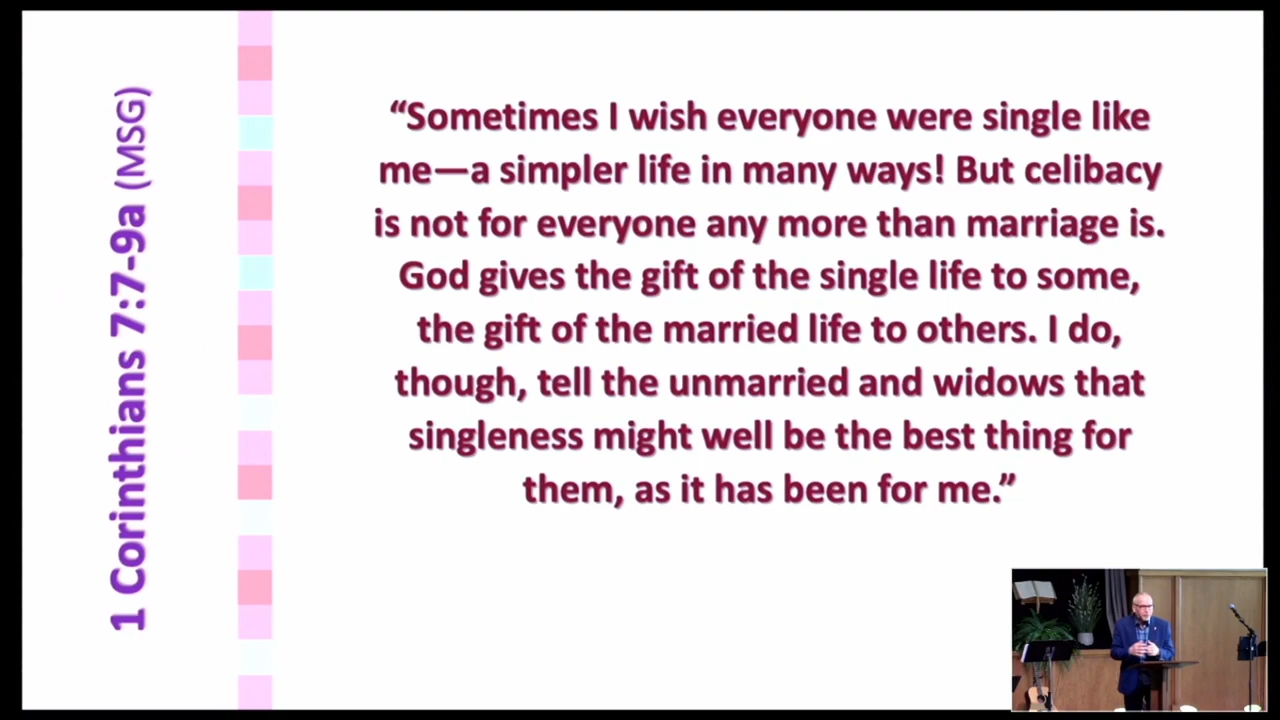 1 Corinthians 7:7-9a (MSG)
“Sometimes I wish everyone were single like
me—a simpler life in many ways! But celibacy
is not for everyone any more than marriage is.
God gives the gift of the single life to some,
the gift of the married life to others. I do,
though, tell the unmarried and widows that
singleness might well be the best thing for
them, as it has been for me.”